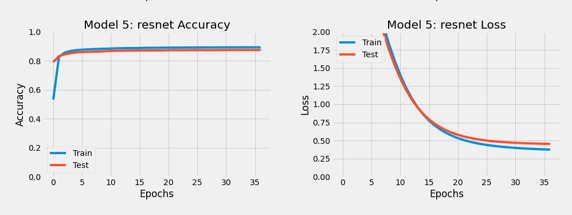 Model 5: resnet Accuracy
1.0
0.8
0.6
0.4
0.2
0.0
Accuracy
Train
Test
0 5 10 15 20 25 30 35
Epochs
Model 5: resnet Loss
2.00
1.75
1.50
1.25
1.00
0.75
0.50
0.25
0.00
Loss
Train
Test
0 5 10 15 20 25 30 35
Epochs